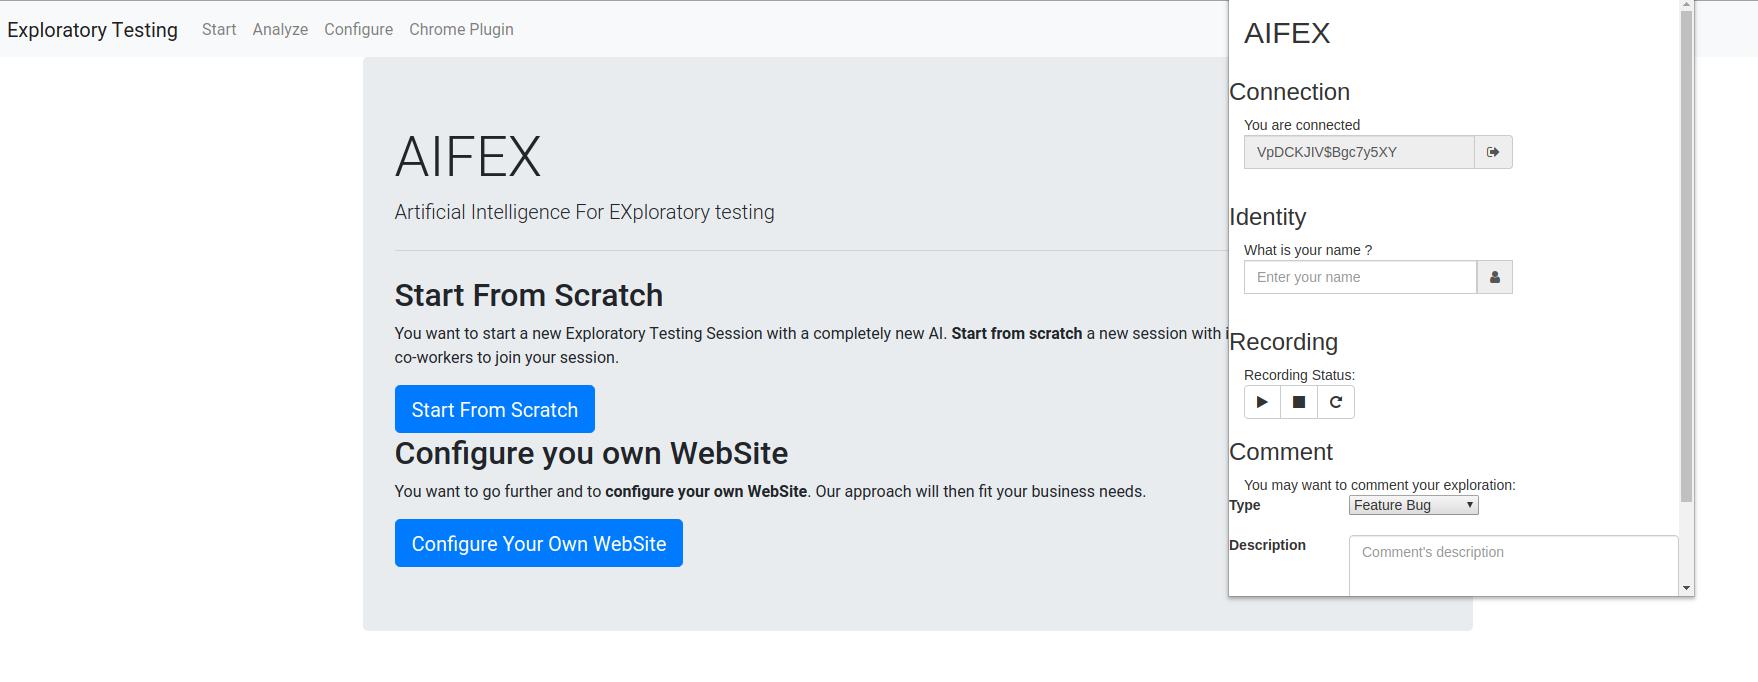 Exploratory Testing Start Analyze Configure Chrome Plugin
AIFEX
Artificial Intelligence For EXploratory testing
Start From Scratch
You want to start a new Exploratory Testing Session with a completely new AI. Start from scratch a new session with
co-workers to join your session.
Start From Scratch
Configure you own WebSite
You want to go further and to configure your own WebSite. Our approach will then fit your business needs.
Configure Your Own WebSite
AIFEX
Connection
You are connected
VpDCKJIV$Bgc7y5XY
Identity
What is your name ?
Enter your name
Recording
Recording Status:
Comment
You may want to comment your exploration:
Type Feature Bug
Description Comment's description